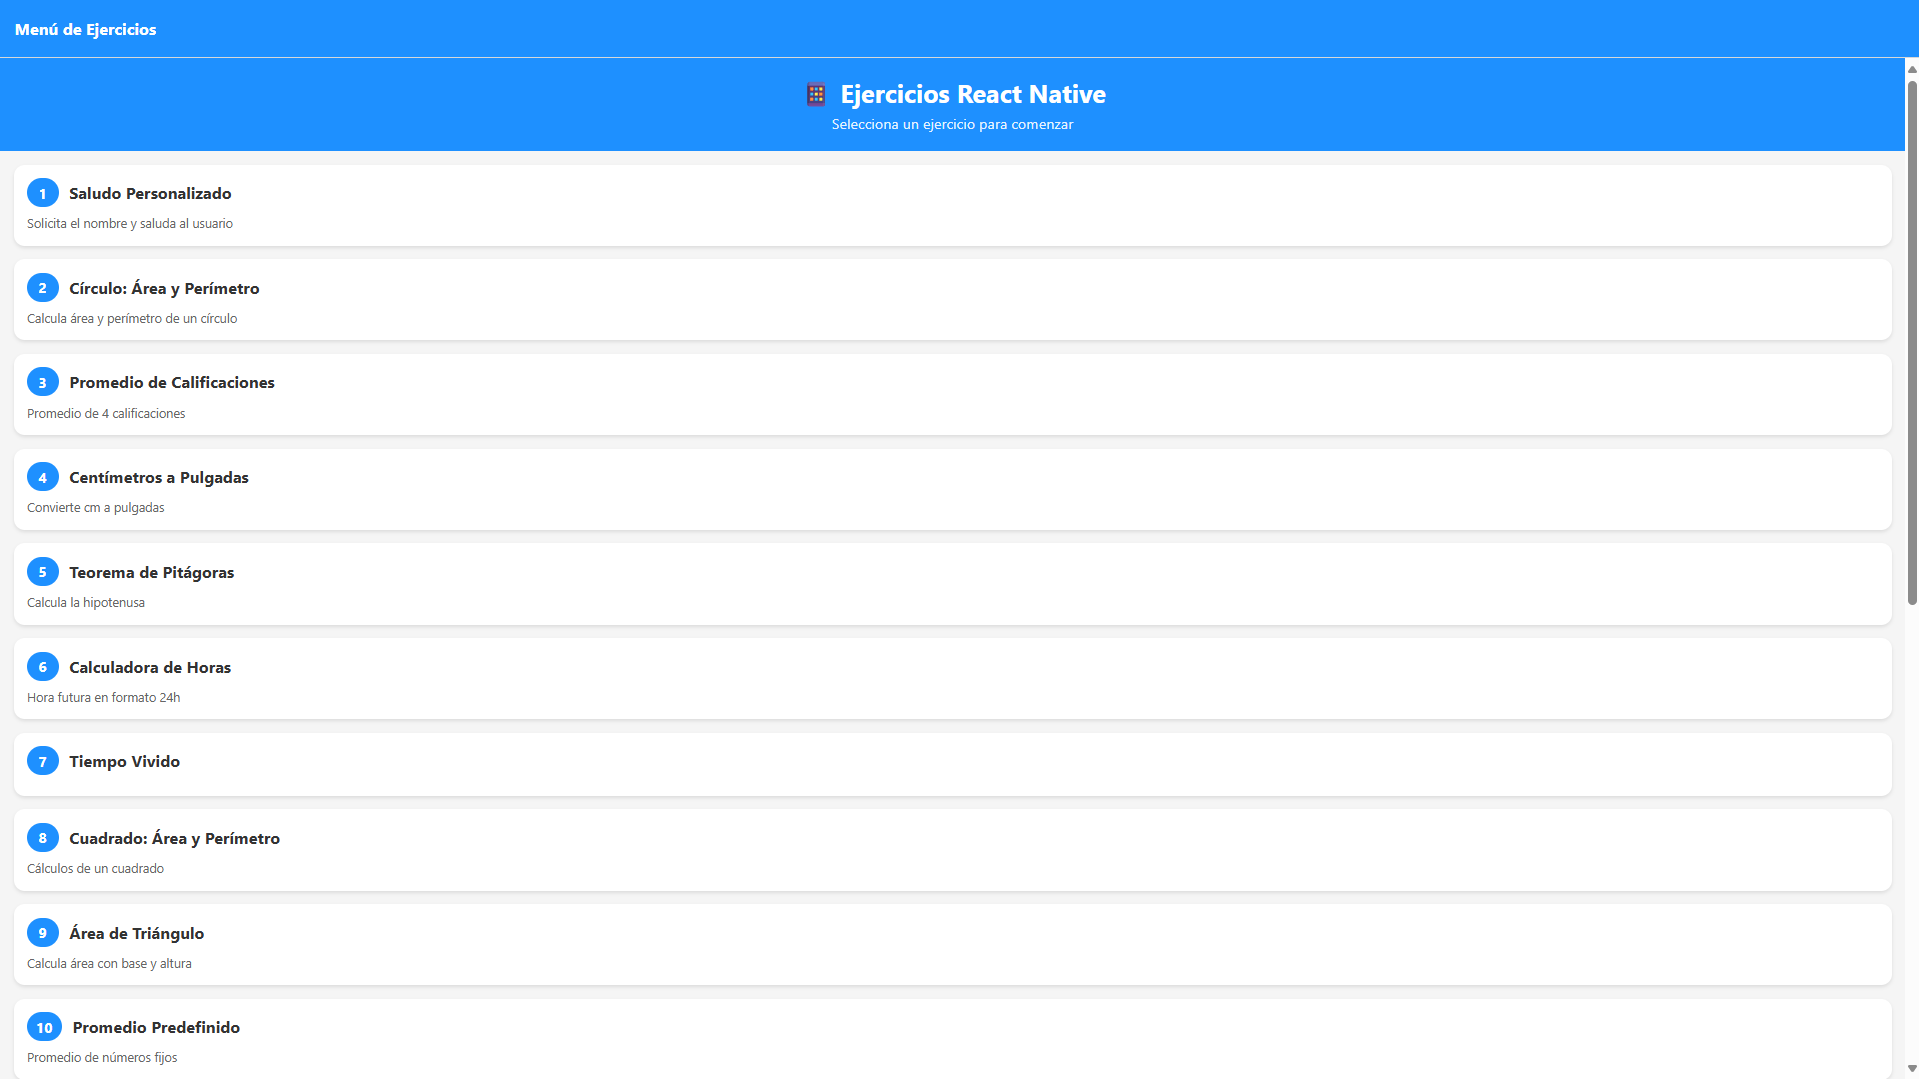 Menú de Ejercicios
Ejercicios React Native
Selecciona un ejercicio para comenzar
1 Saludo Personalizado
Solicita el nombre y saluda al usuario
2 Círculo: Área y Perímetro
Calcula área y perímetro de un círculo
3 Promedio de Calificaciones
Promedio de 4 calificaciones
4 Centímetros a Pulgadas
Convierte cm a pulgadas
5 Teorema de Pitágoras
Calcula la hipotenusa
6 Calculadora de Horas
Hora futura en formato 24h
7 Tiempo Vivido
8 Cuadrado: Área y Perímetro
Cálculos de un cuadrado
9 Área de Triángulo
Calcula área con base y altura
10 Promedio Predefinido
Promedio de números fijos